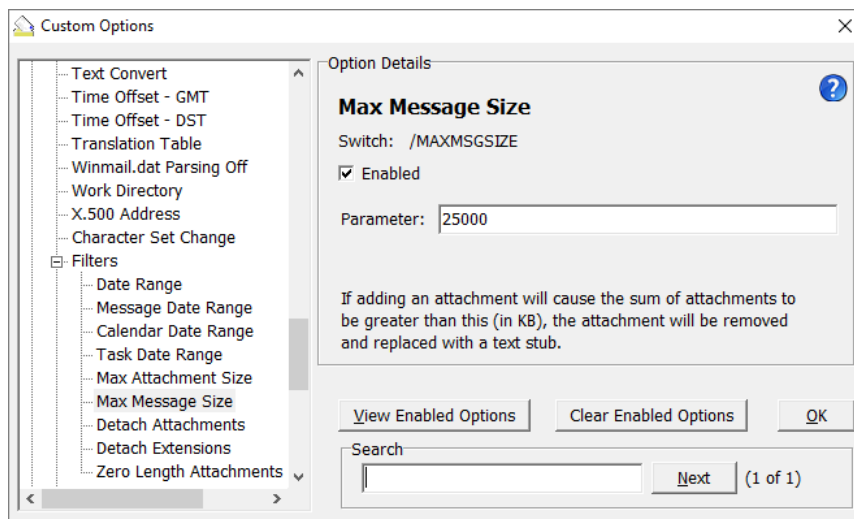 Custom Options
Text Convert
Time Offset - GMT
Time Offset - DST
Translation Table
Winmail.dat Parsing Off
Work Directory
X.500 Address
Character Set Change
Filters
Date Range
Message Date Range
Calendar Date Range
Task Date Range
Max Attachment Size
Max Message Size
Detach Attachments
Detach Extensions
Zero Length Attachments
Option Details
Max Message Size
Switch: /MAXMSGSIZE
Enabled
Parameter: 25000
If adding an attachment will cause the sum of attachments to
be greater than this (in KB), the attachment will be removed
and replaced with a text stub.
View Enabled Options Clear Enabled Options OK
Search
Next (1 of 1)